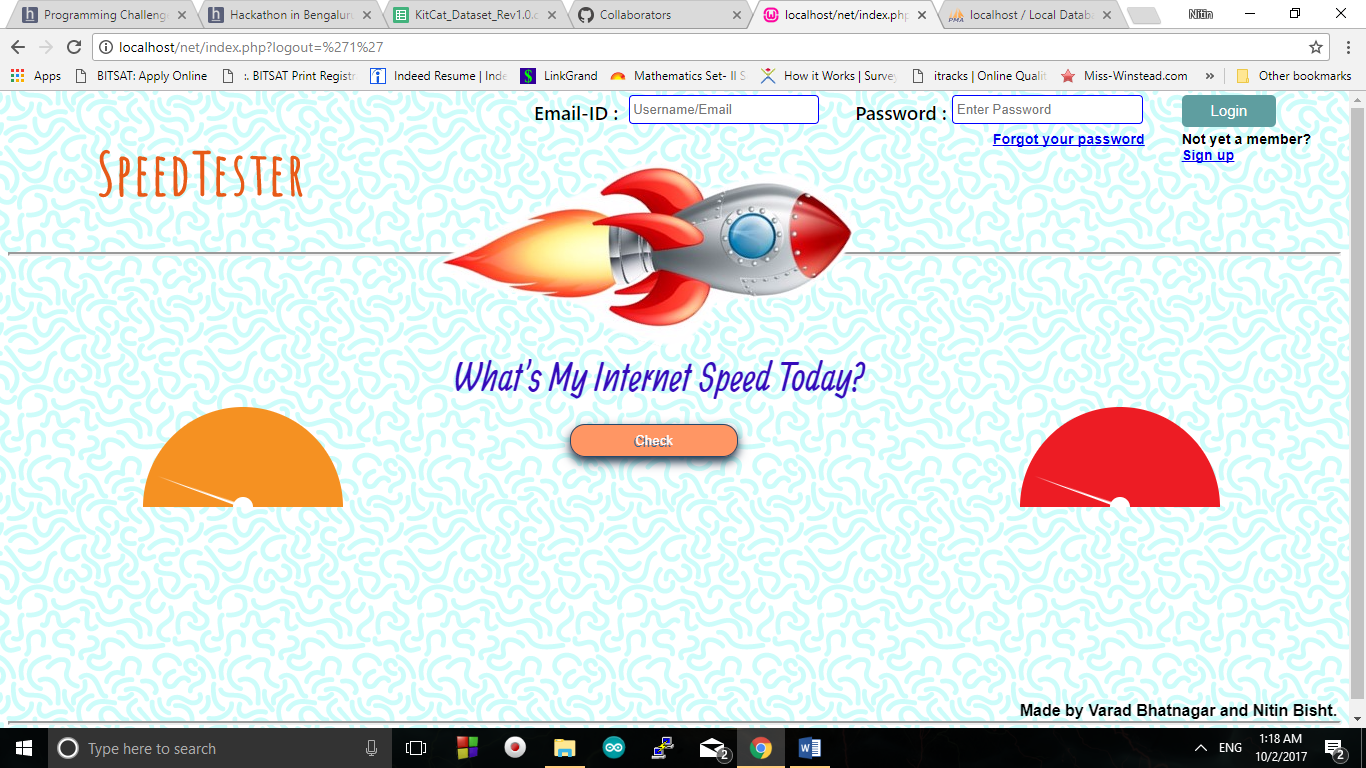 Programming Challeng
Hackathon in Bengaluru
KitCat_Dataset_Rev1.0.c
Collaborators
localhost/net/index.php
localhost / Local Databa
Nitin
localhost/net/index.php?logout=%271%27
Apps
BITSAT: Apply Online
:. BITSAT Print Registr
Indeed Resume | Inde
LinkGrand
Mathematics Set- II S
How it Works | Survey
itracks | Online Qualit
Miss-Winstead.com
»
Other bookmarks
Email-ID :
Username/Email
Password :
Enter Password
Login
Forgot your password
Not yet a member?
Sign up
SpeedTester
What's My Internet Speed Today?
Check
Made by Varad Bhatnagar and Nitin Bisht.
Type here to search
2
W
ENG
1:18 AM
10/2/2017
2